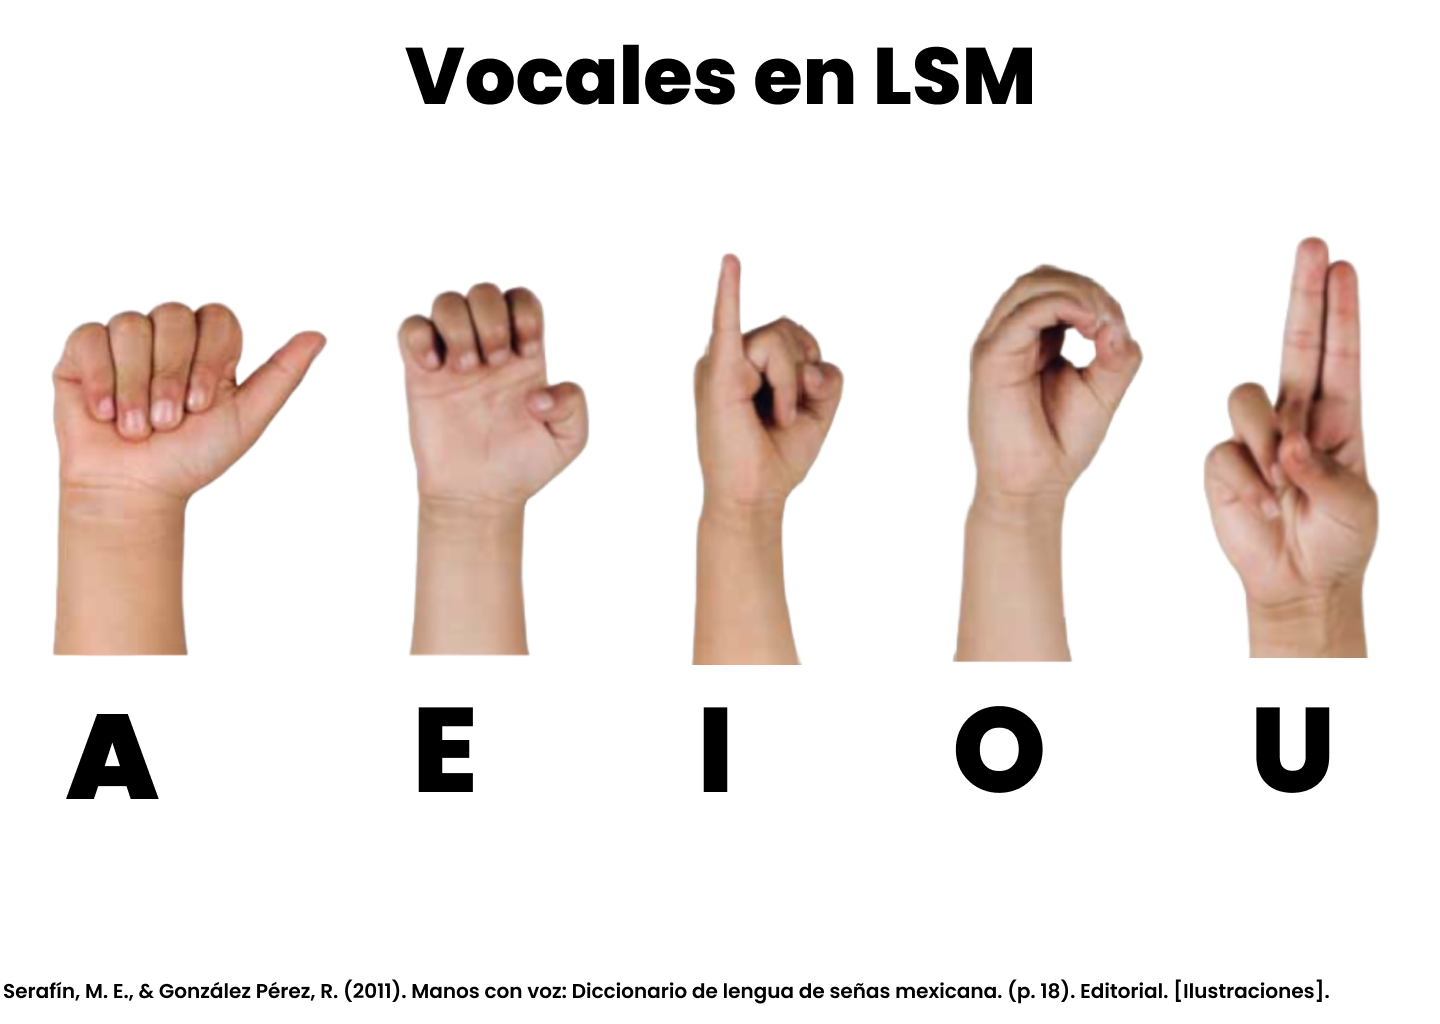 Vocales en LSM
A E I O U
Serafín, M. E., & González Pérez, R. (2011). Manos con voz: Diccionario de lengua de señas mexicana. (p. 18). Editorial. [Ilustraciones].